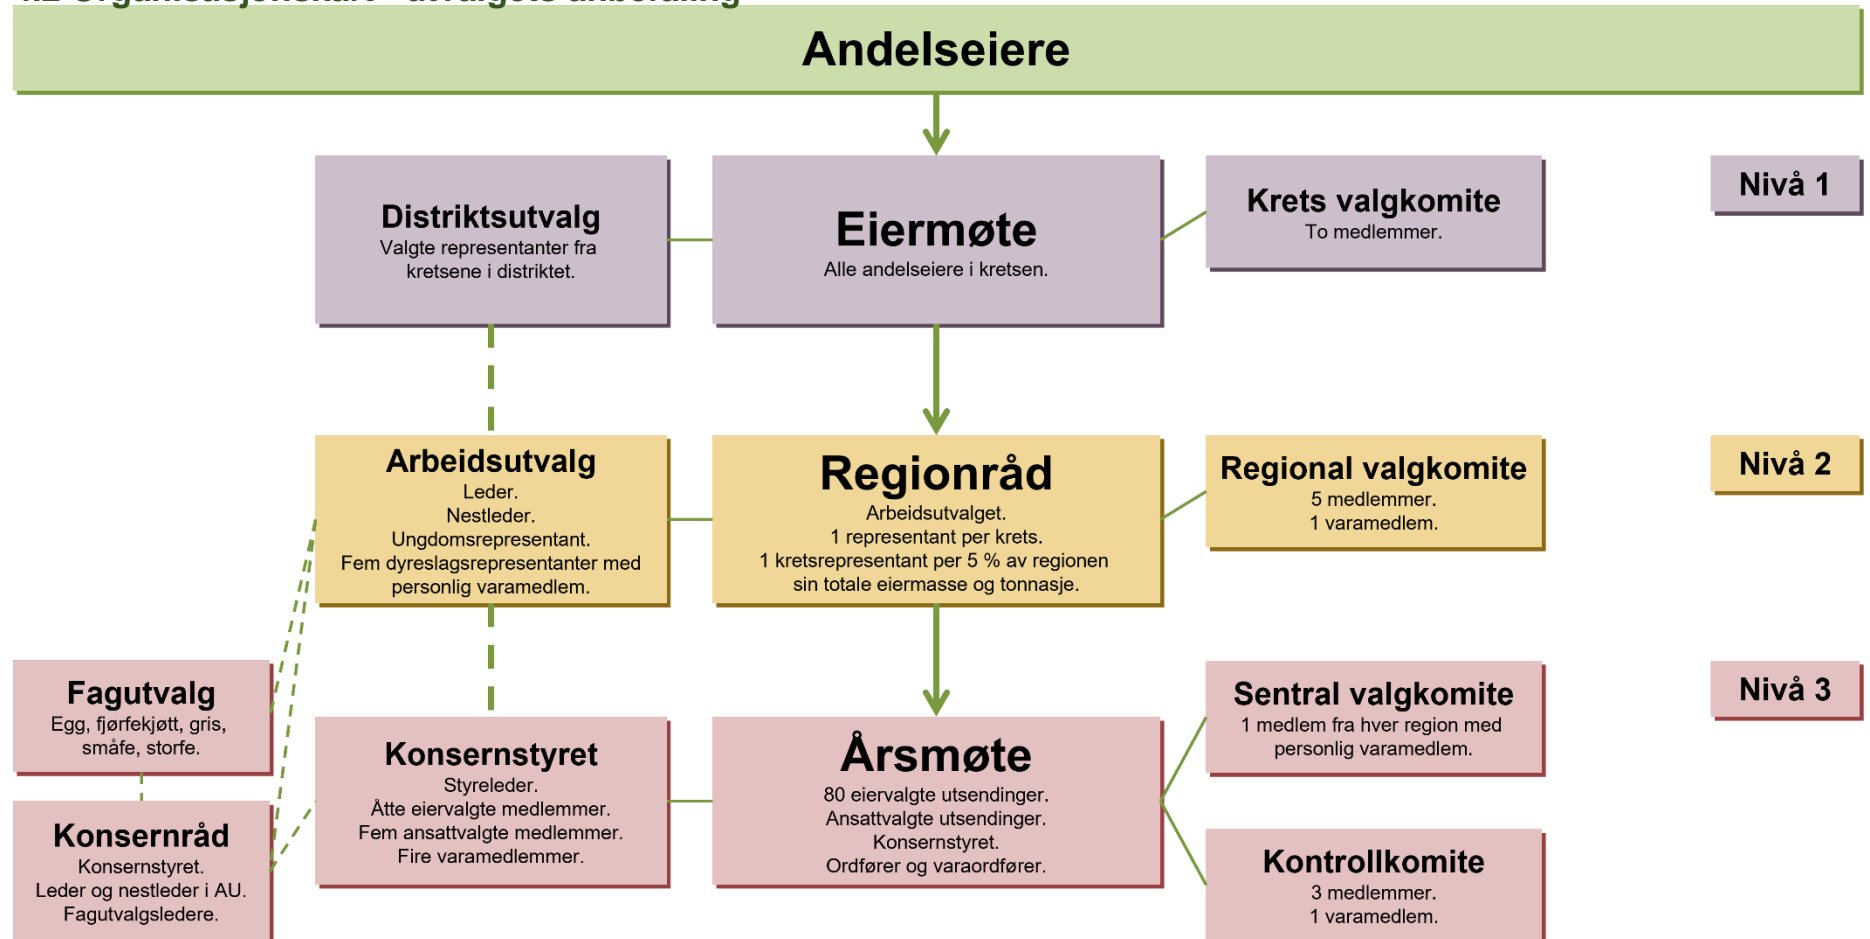 Andelseiere
Distriktsutvalg
Valgte representanter fra
kretsene i distriktet.
Eiermøte
Alle andelseiere i kretsen.
Krets valgkomite
To medlemmer.
Nivå 1
Arbeidsutvalg
Leder.
Nestleder.
Ungdomsrepresentant.
Fem dyreslagsrepresentanter med
personlig varamedlem.
Regionråd
Arbeidsutvalget.
1 representant per krets.
1 kretsrepresentant per 5 % av regionen
sin totale eiermasse og tonnasje.
Regional valgkomite
5 medlemmer.
1 varamedlem.
Nivå 2
Fagutvalg
Egg, fjørfekjøtt, gris,
småfe, storfe.
Konsernråd
Konsernstyret.
Leder og nestleder i AU.
Fagutvalgsledere.
Konsernstyret
Styreleder.
Åtte eiervalgte medlemmer.
Fem ansattvalgte medlemmer.
Fire varamedlemmer.
Årsmøte
80 eiervalgte utsendinger.
Ansattvalgte utsendinger.
Konsernstyret.
Ordfører og varaordfører.
Sentral valgkomite
1 medlem fra hver region med
personlig varamedlem.
Kontrollkomite
3 medlemmer.
1 varamedlem.
Nivå 3